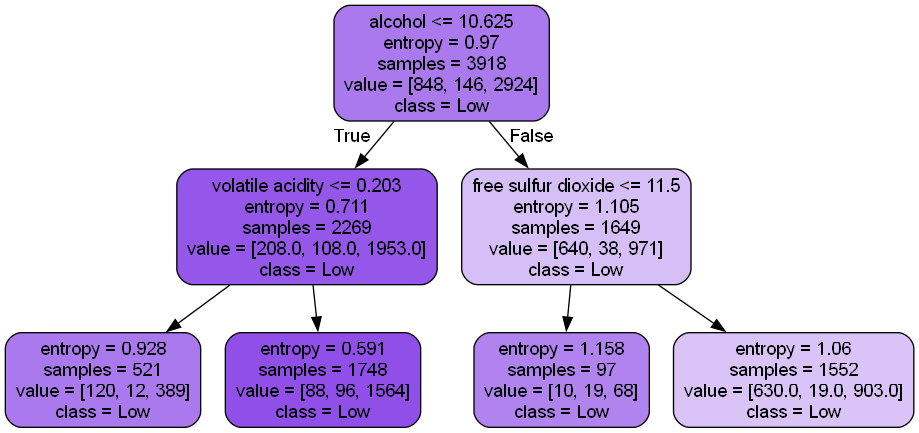 alcohol <= 10.625
entropy = 0.97
samples = 3918
value = [848, 146, 2924]
class = Low
True
False
volatile acidity <= 0.203
entropy = 0.711
samples = 2269
value = [208.0, 108.0, 1953.0]
class = Low
free sulfur dioxide <= 11.5
entropy = 1.105
samples = 1649
value = [640, 38, 971]
class = Low
entropy = 0.928
samples = 521
value = [120, 12, 389]
class = Low
entropy = 0.591
samples = 1748
value = [88, 96, 1564]
class = Low
entropy = 1.158
samples = 97
value = [10, 19, 68]
class = Low
entropy = 1.06
samples = 1552
value = [630.0, 19.0, 903.0]
class = Low